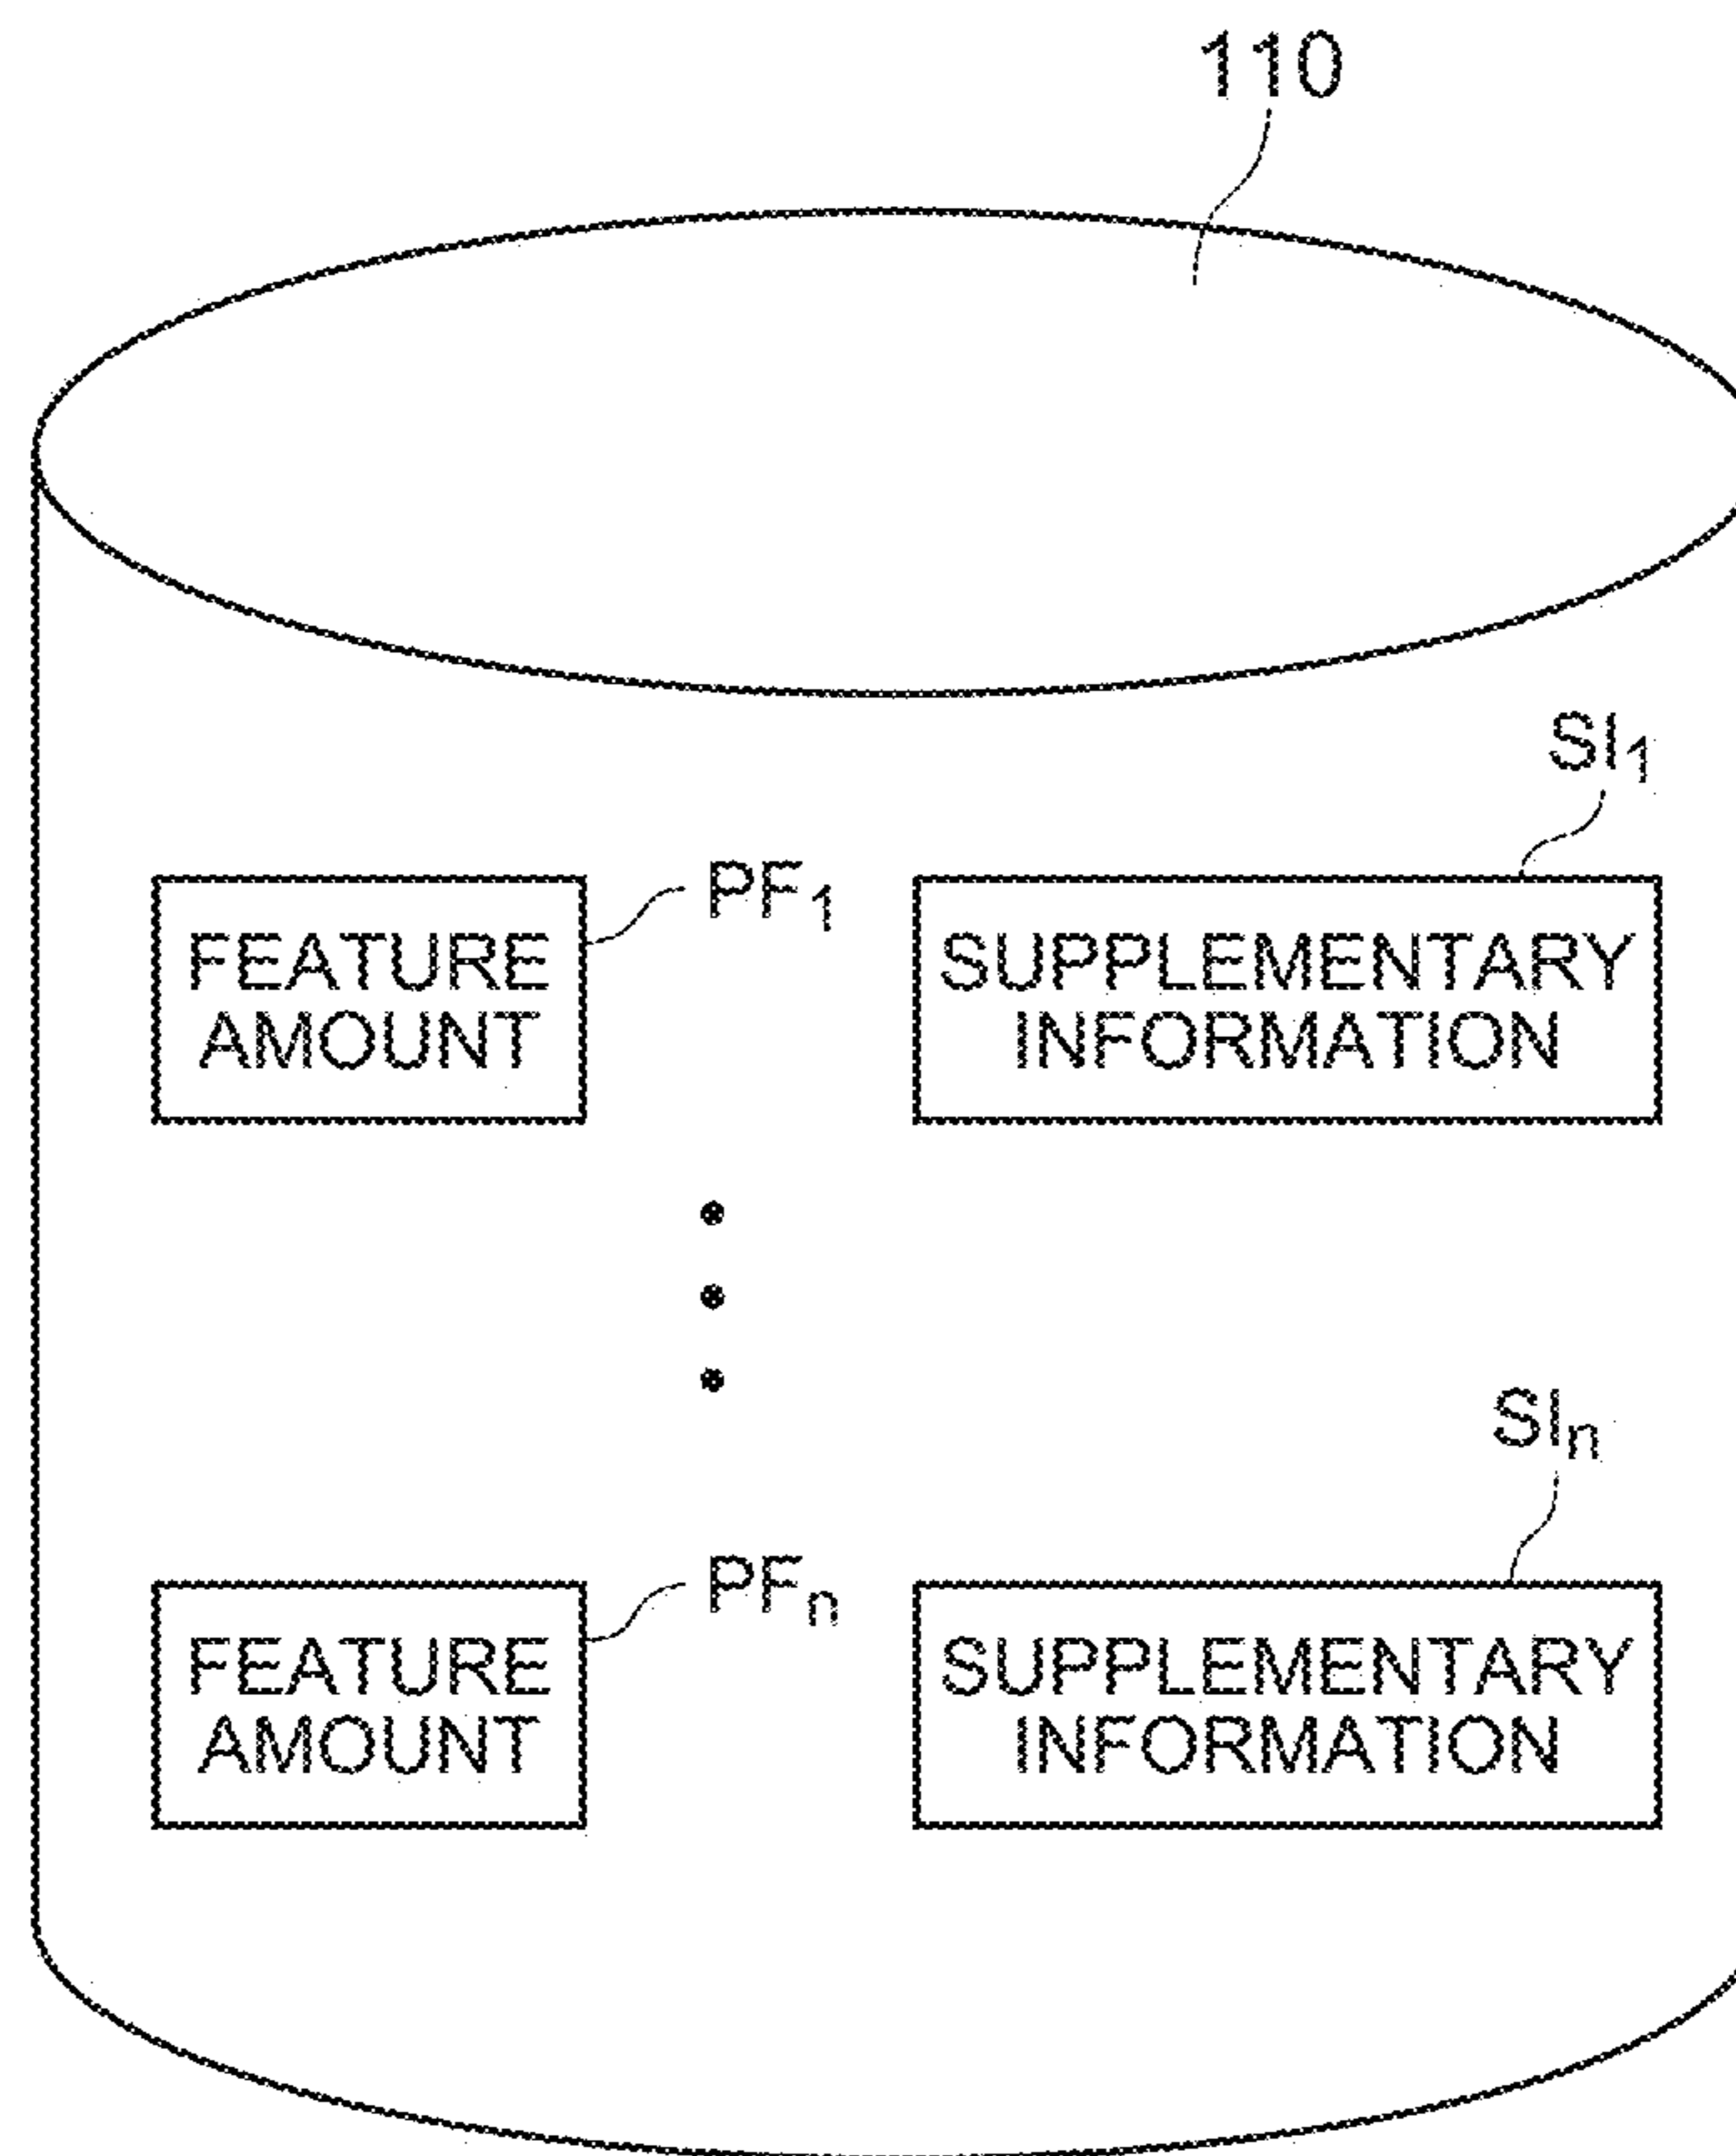 110
SI₁
PF₁
FEATURE
AMOUNT
SUPPLEMENTARY
INFORMATION
SIₙ
PFₙ
FEATURE
AMOUNT
SUPPLEMENTARY
INFORMATION